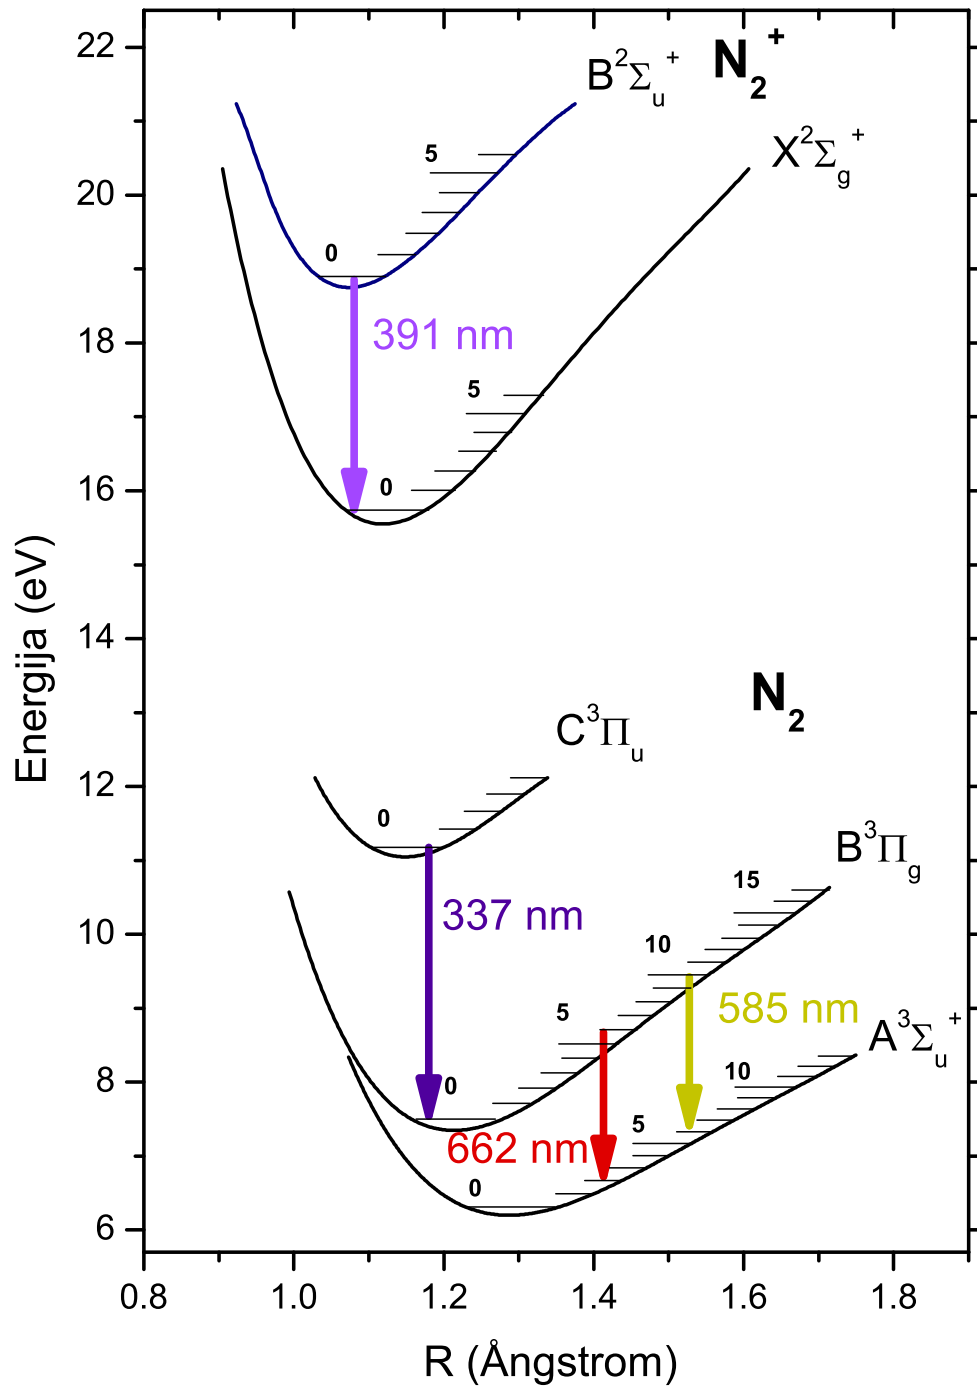 22
B²Σᵤ⁺
N₂⁺
X²Σg⁺
5
20
0
391 nm
18
5
0
16
Energija (eV)
14
N₂
C³Πᵤ
12
0
B³Πg
15
337 nm
10
10
585 nm
5
A³Σᵤ⁺
10
8
0
5
662 nm
0
6
0.8 1.0 1.2 1.4 1.6 1.8
R (Ångstrom)